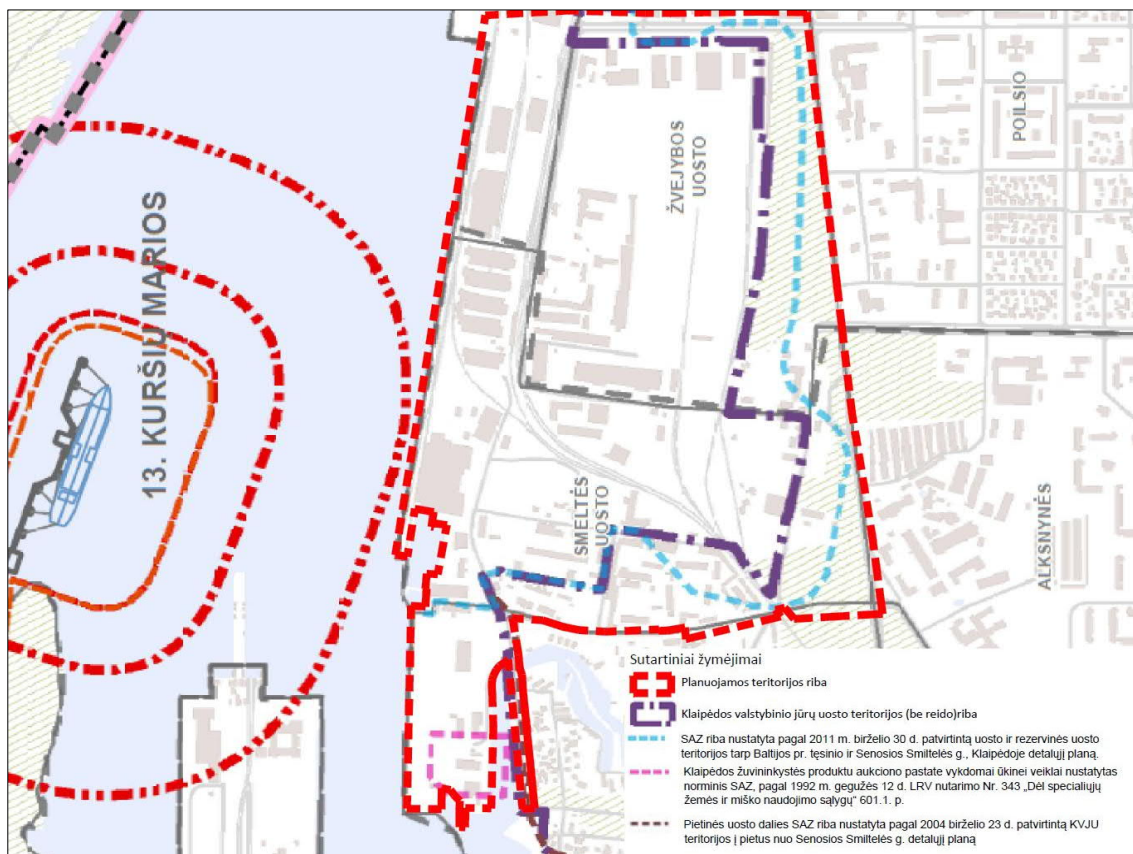 13. KURŠIŲ MARIOS
ŽVEJYBOS
UOSTO
POILSIO
SMELTĖS
UOSTO
ALKSNYNĖS
Sutartiniai žymėjimai
Planuojamos teritorijos riba
Klaipėdos valstybinio jūrų uosto teritorijos (be reido)riba
SAZ riba nustatyta pagal 2011 m. birželio 30 d. patvirtintą uosto ir rezervinės uosto
teritorijos tarp Baltijos pr. tęsinio ir Senosios Smiltelės g., Klaipėdoje detalųjį planą.
Klaipėdos žuvininkystės produktu aukciono pastate vykdomai ūkinei veiklai nustatytas
norminis SAZ, pagal 1992 m. gegužės 12 d. LRV nutarimo Nr. 343 „Dėl specialiųjų
žemės ir miško naudojimo sąlygų" 601.1. p.
Pietinės uosto dalies SAZ riba nustatyta pagal 2004 birželio 23 d. patvirtintą KVJU
teritorijos į pietus nuo Senosios Smiltelės g. detalųjį planą